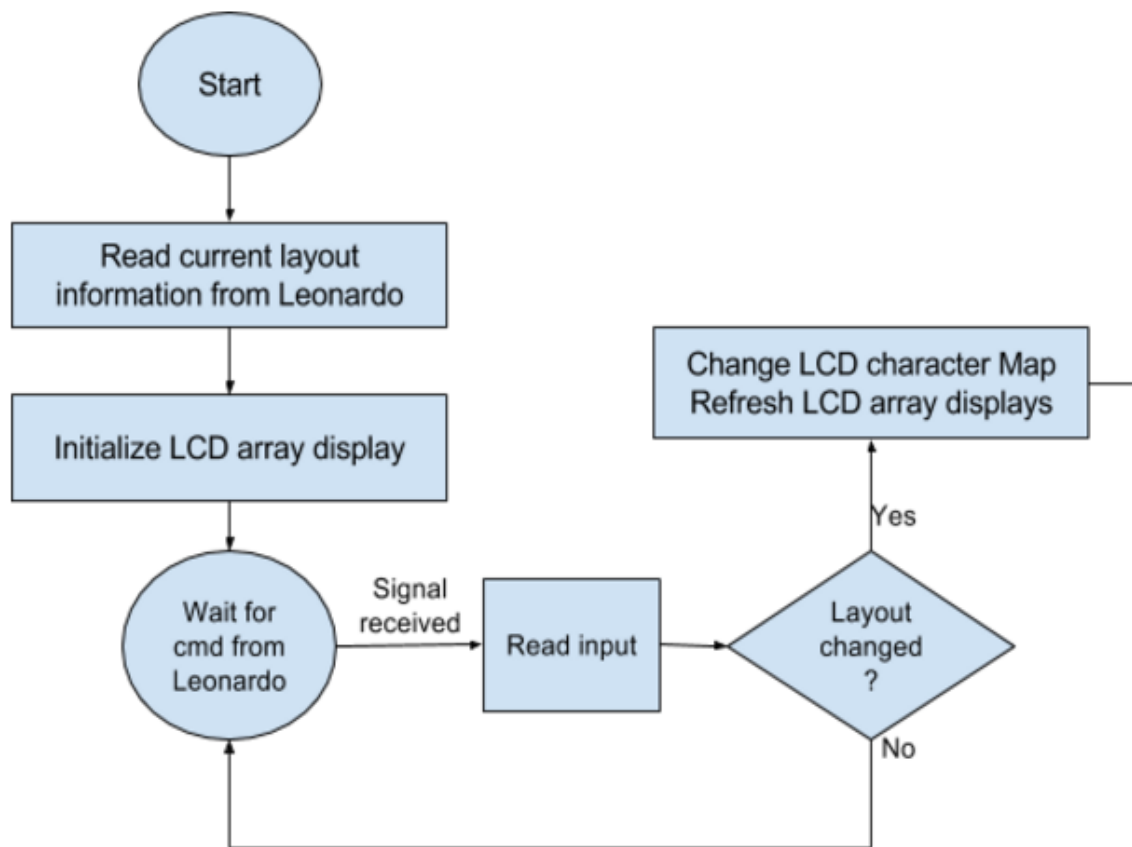 Start
Read current layout
information from Leonardo
Initialize LCD array display
Wait for
cmd from
Leonardo
Signal
received
Read input
Layout
changed
?
Yes
No
Change LCD character Map
Refresh LCD array displays